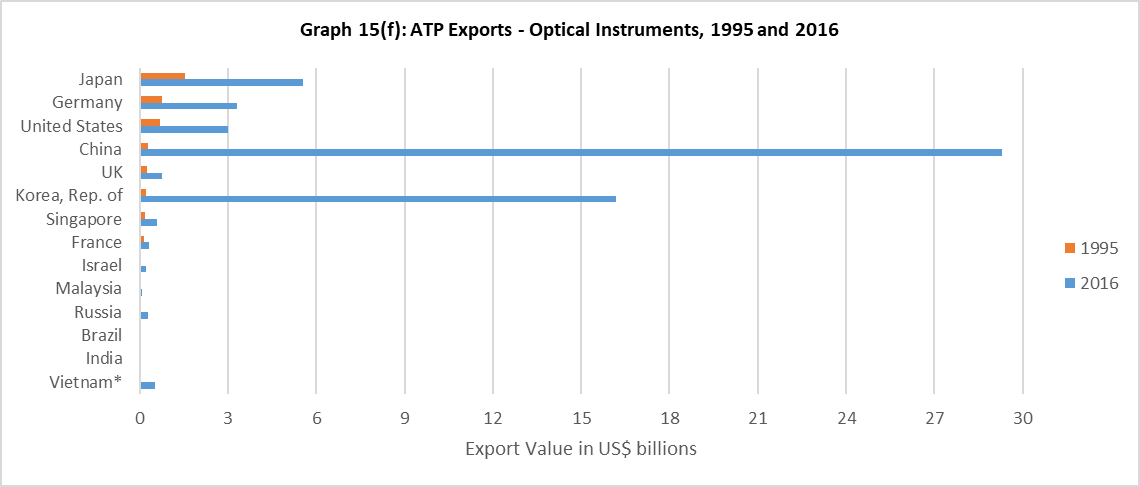 Graph 15(f): ATP Exports - Optical Instruments, 1995 and 2016
Japan
Germany
United States
China
UK
Korea, Rep. of
Singapore
France
Israel
Malaysia
Russia
Brazil
India
Vietnam*
0 3 6 9 12 15 18 21 24 27 30
Export Value in US$ billions
1995
2016